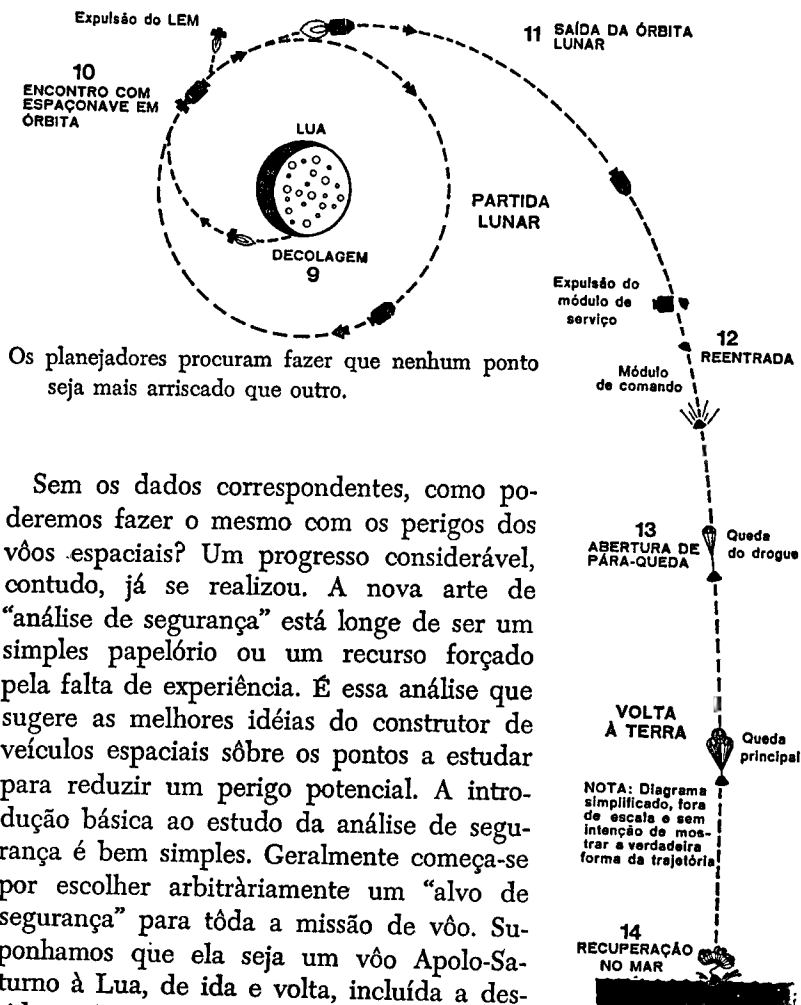 Expulsão do LEM
10
ENCONTRO COM
ESPAÇONAVE EM
ÓRBITA
11 SAÍDA DA ÓRBITA
LUNAR
LUA
PARTIDA
LUNAR
DECOLAGEM
9
Expulsão do
módulo de
serviço
12
REENTRADA
Módulo
de comando
Os planejadores procuram fazer que nenhum ponto
seja mais arriscado que outro.
13
ABERTURA DE
PÁRA-QUEDA
Queda
do drogue
VOLTA
À TERRA
Queda
principal
NOTA: Diagrama
simplificado, fora
de escala e sem
intenção de mos-
trar a verdadeira
forma da trajetória
14
RECUPERAÇÃO
NO MAR
Sem os dados correspondentes, como po-
deremos fazer o mesmo com os perigos dos
vôos espaciais? Um progresso considerável,
contudo, já se realizou. A nova arte de
“análise de segurança” está longe de ser um
simples papelório ou um recurso forçado
pela falta de experiência. É essa análise que
sugere as melhores idéias do construtor de
veículos espaciais sôbre os pontos a estudar
para reduzir um perigo potencial. A intro-
dução básica ao estudo da análise de segu-
rança é bem simples. Geralmente começa-se
por escolher arbitràriamente um “alvo de
segurança” para tôda a missão de vôo. Su-
ponhamos que ela seja um vôo Apolo-Sa-
turno à Lua, de ida e volta, incluída a des-